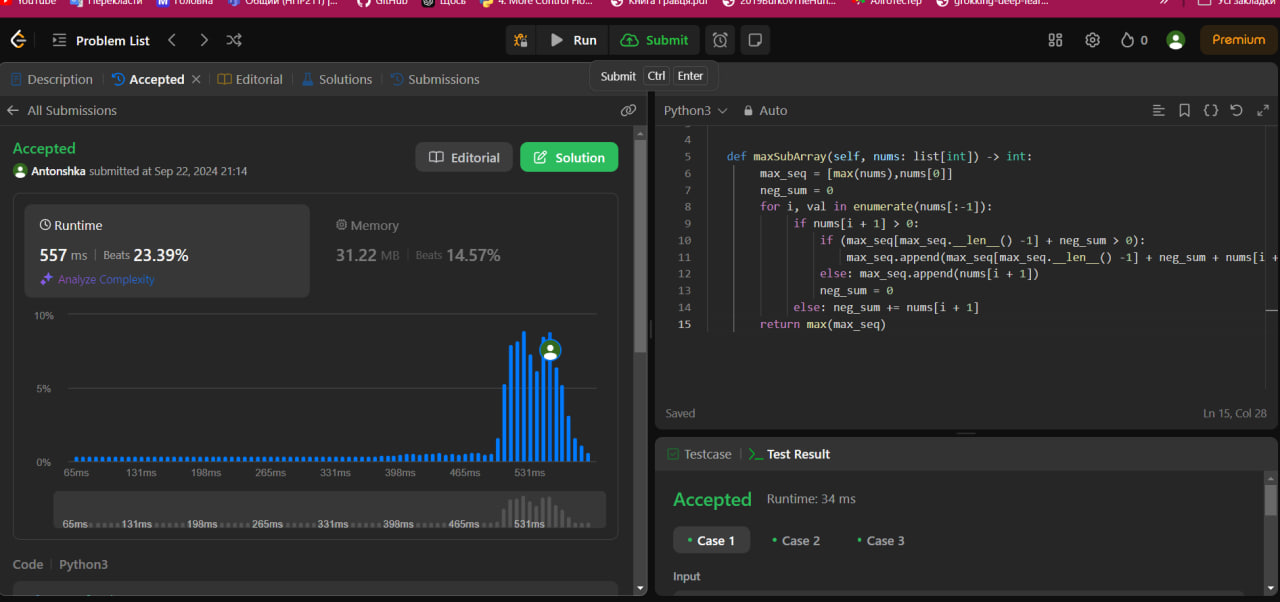 YouTube Перекласти Головна Общий (НПР211) |... GitHub Щось 4. More Control Flo... Книга Гравця.pdf 2019BurkovTheHun... Алготестер grokking-deep-lear... Усі закладки
Problem List Run Submit 0 Premium
Description Accepted Editorial Solutions Submissions
Submit Ctrl Enter
All Submissions
Accepted
Antonshka submitted at Sep 22, 2024 21:14
Editorial Solution
Runtime
557 ms Beats 23.39%
Analyze Complexity
Memory
31.22 MB Beats 14.57%
10%
5%
0%
65ms 131ms 198ms 265ms 331ms 398ms 465ms 531ms
65ms 131ms 198ms 265ms 331ms 398ms 465ms 531ms
Code Python3
Python3 Auto
4
5 def maxSubArray(self, nums: list[int]) -> int:
6 max_seq = [max(nums),nums[0]]
7 neg_sum = 0
8 for i, val in enumerate(nums[:-1]):
9 if nums[i + 1] > 0:
10 if (max_seq[max_seq.__len__() -1] + neg_sum > 0):
11 max_seq.append(max_seq[max_seq.__len__() -1] + neg_sum + nums[i +
12 else: max_seq.append(nums[i + 1])
13 neg_sum = 0
14 else: neg_sum += nums[i + 1]
15 return max(max_seq)
Saved Ln 15, Col 28
Testcase Test Result
Accepted Runtime: 34 ms
Case 1 Case 2 Case 3
Input